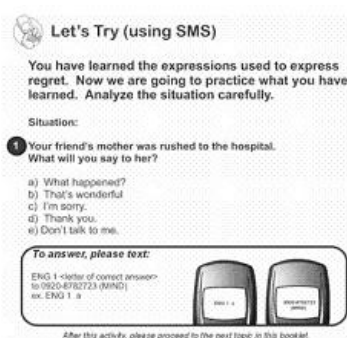 Let's Try (using SMS)
You have learned the expressions used to express
regret. Now we are going to practice what you have
learned. Analyze the situation carefully.
Situation:
1 Your friend's mother was rushed to the hospital.
What will you say to her?
a) What happened?
b) That's wonderful
c) I'm sorry.
d) Thank you.
e) Don't talk to me.
To answer, please text:
ENG 1 <letter of correct answer>
to 0920-6782723 (MIND)
ex. ENG 1 a
ENG 1 a
After this activity, please proceed to the next topic in this booklet.